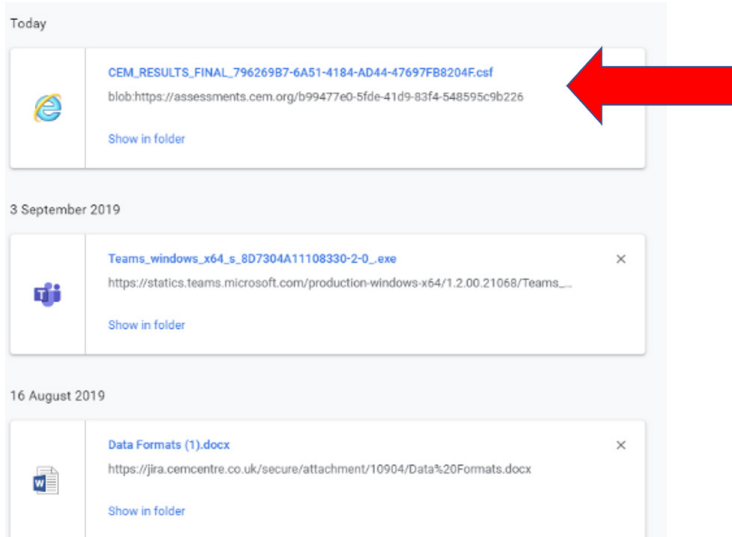 Today
CEM_RESULTS_FINAL_796269B7-6A51-4184-AD44-47697FB8204F.csf
blob:https://assessments.cem.org/b99477e0-5fde-41d9-83f4-548595c9b226
Show in folder
3 September 2019
Teams_windows_x64_s_8D7304A11108330-2-0_.exe
https://statics.teams.microsoft.com/production-windows-x64/1.2.00.21068/Teams_...
Show in folder
16 August 2019
Data Formats (1).docx
https://jira.cemcentre.co.uk/secure/attachment/10904/Data%20Formats.docx
Show in folder